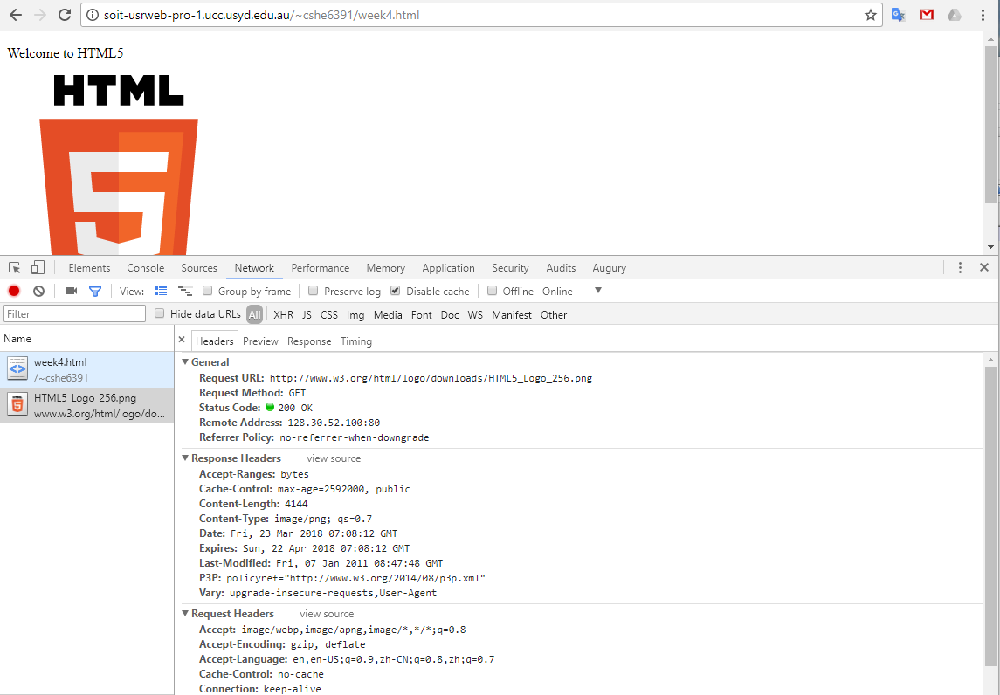 soit-usrweb-pro-1.ucc.usyd.edu.au/~cshe6391/week4.html
Welcome to HTML5
HTML
5
Elements Console Sources Network Performance Memory Application Security Audits Augury
View: Group by frame Preserve log Disable cache Offline Online
Filter Hide data URLs All XHR JS CSS Img Media Font Doc WS Manifest Other
Name
week4.html
/~cshe6391
HTML5_Logo_256.png
www.w3.org/html/logo/do...
× Headers Preview Response Timing
General
Request URL: http://www.w3.org/html/logo/downloads/HTML5_Logo_256.png
Request Method: GET
Status Code: 200 OK
Remote Address: 128.30.52.100:80
Referrer Policy: no-referrer-when-downgrade
Response Headers view source
Accept-Ranges: bytes
Cache-Control: max-age=2592000, public
Content-Length: 4144
Content-Type: image/png; qs=0.7
Date: Fri, 23 Mar 2018 07:08:12 GMT
Expires: Sun, 22 Apr 2018 07:08:12 GMT
Last-Modified: Fri, 07 Jan 2011 08:47:48 GMT
P3P: policyref="http://www.w3.org/2014/08/p3p.xml"
Vary: upgrade-insecure-requests,User-Agent
Request Headers view source
Accept: image/webp,image/apng,image/*,*/*;q=0.8
Accept-Encoding: gzip, deflate
Accept-Language: en,en-US;q=0.9,zh-CN;q=0.8,zh;q=0.7
Cache-Control: no-cache
Connection: keep-alive